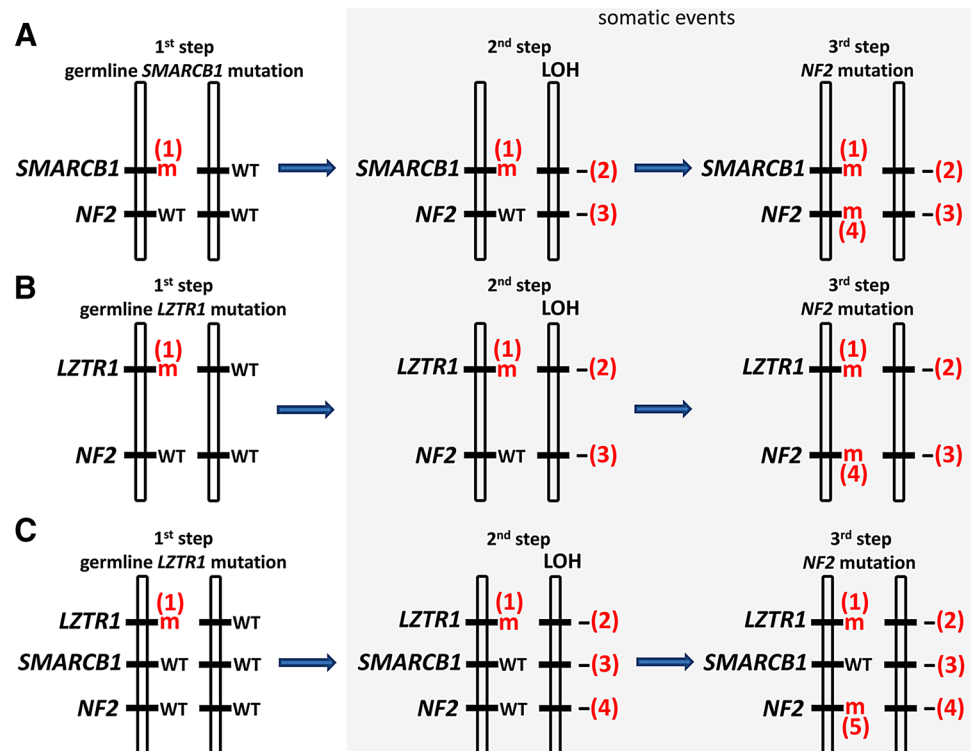 somatic events
A
1st step
germline SMARCB1 mutation
2nd step
LOH
3rd step
NF2 mutation
(1)
SMARCB1 m WT
NF2 WT WT
(1)
SMARCB1 m –(2)
NF2 WT –(3)
(1)
SMARCB1 m –(2)
NF2 m –(3)
(4)
B
1st step
germline LZTR1 mutation
2nd step
LOH
3rd step
NF2 mutation
(1)
LZTR1 m WT
NF2 WT WT
(1)
LZTR1 m –(2)
NF2 WT –(3)
(1)
LZTR1 m –(2)
NF2 m –(3)
(4)
C
1st step
germline LZTR1 mutation
2nd step
LOH
3rd step
NF2 mutation
(1)
LZTR1 m WT
SMARCB1 WT WT
NF2 WT WT
(1)
LZTR1 m –(2)
SMARCB1 WT –(3)
NF2 WT –(4)
(1)
LZTR1 m –(2)
SMARCB1 WT –(3)
NF2 m –(4)
(5)